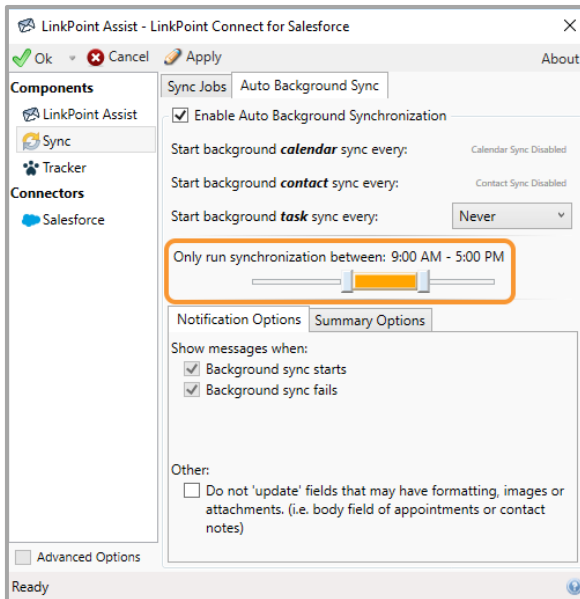 LinkPoint Assist - LinkPoint Connect for Salesforce
Ok Cancel Apply About
Components
LinkPoint Assist
Sync
Tracker
Connectors
Salesforce
Advanced Options
Sync Jobs Auto Background Sync
Enable Auto Background Synchronization
Start background calendar sync every: Calendar Sync Disabled
Start background contact sync every: Contact Sync Disabled
Start background task sync every: Never
Only run synchronization between: 9:00 AM - 5:00 PM
Notification Options Summary Options
Show messages when:
Background sync starts
Background sync fails
Other:
Do not 'update' fields that may have formatting, images or
attachments. (i.e. body field of appointments or contact
notes)
Ready